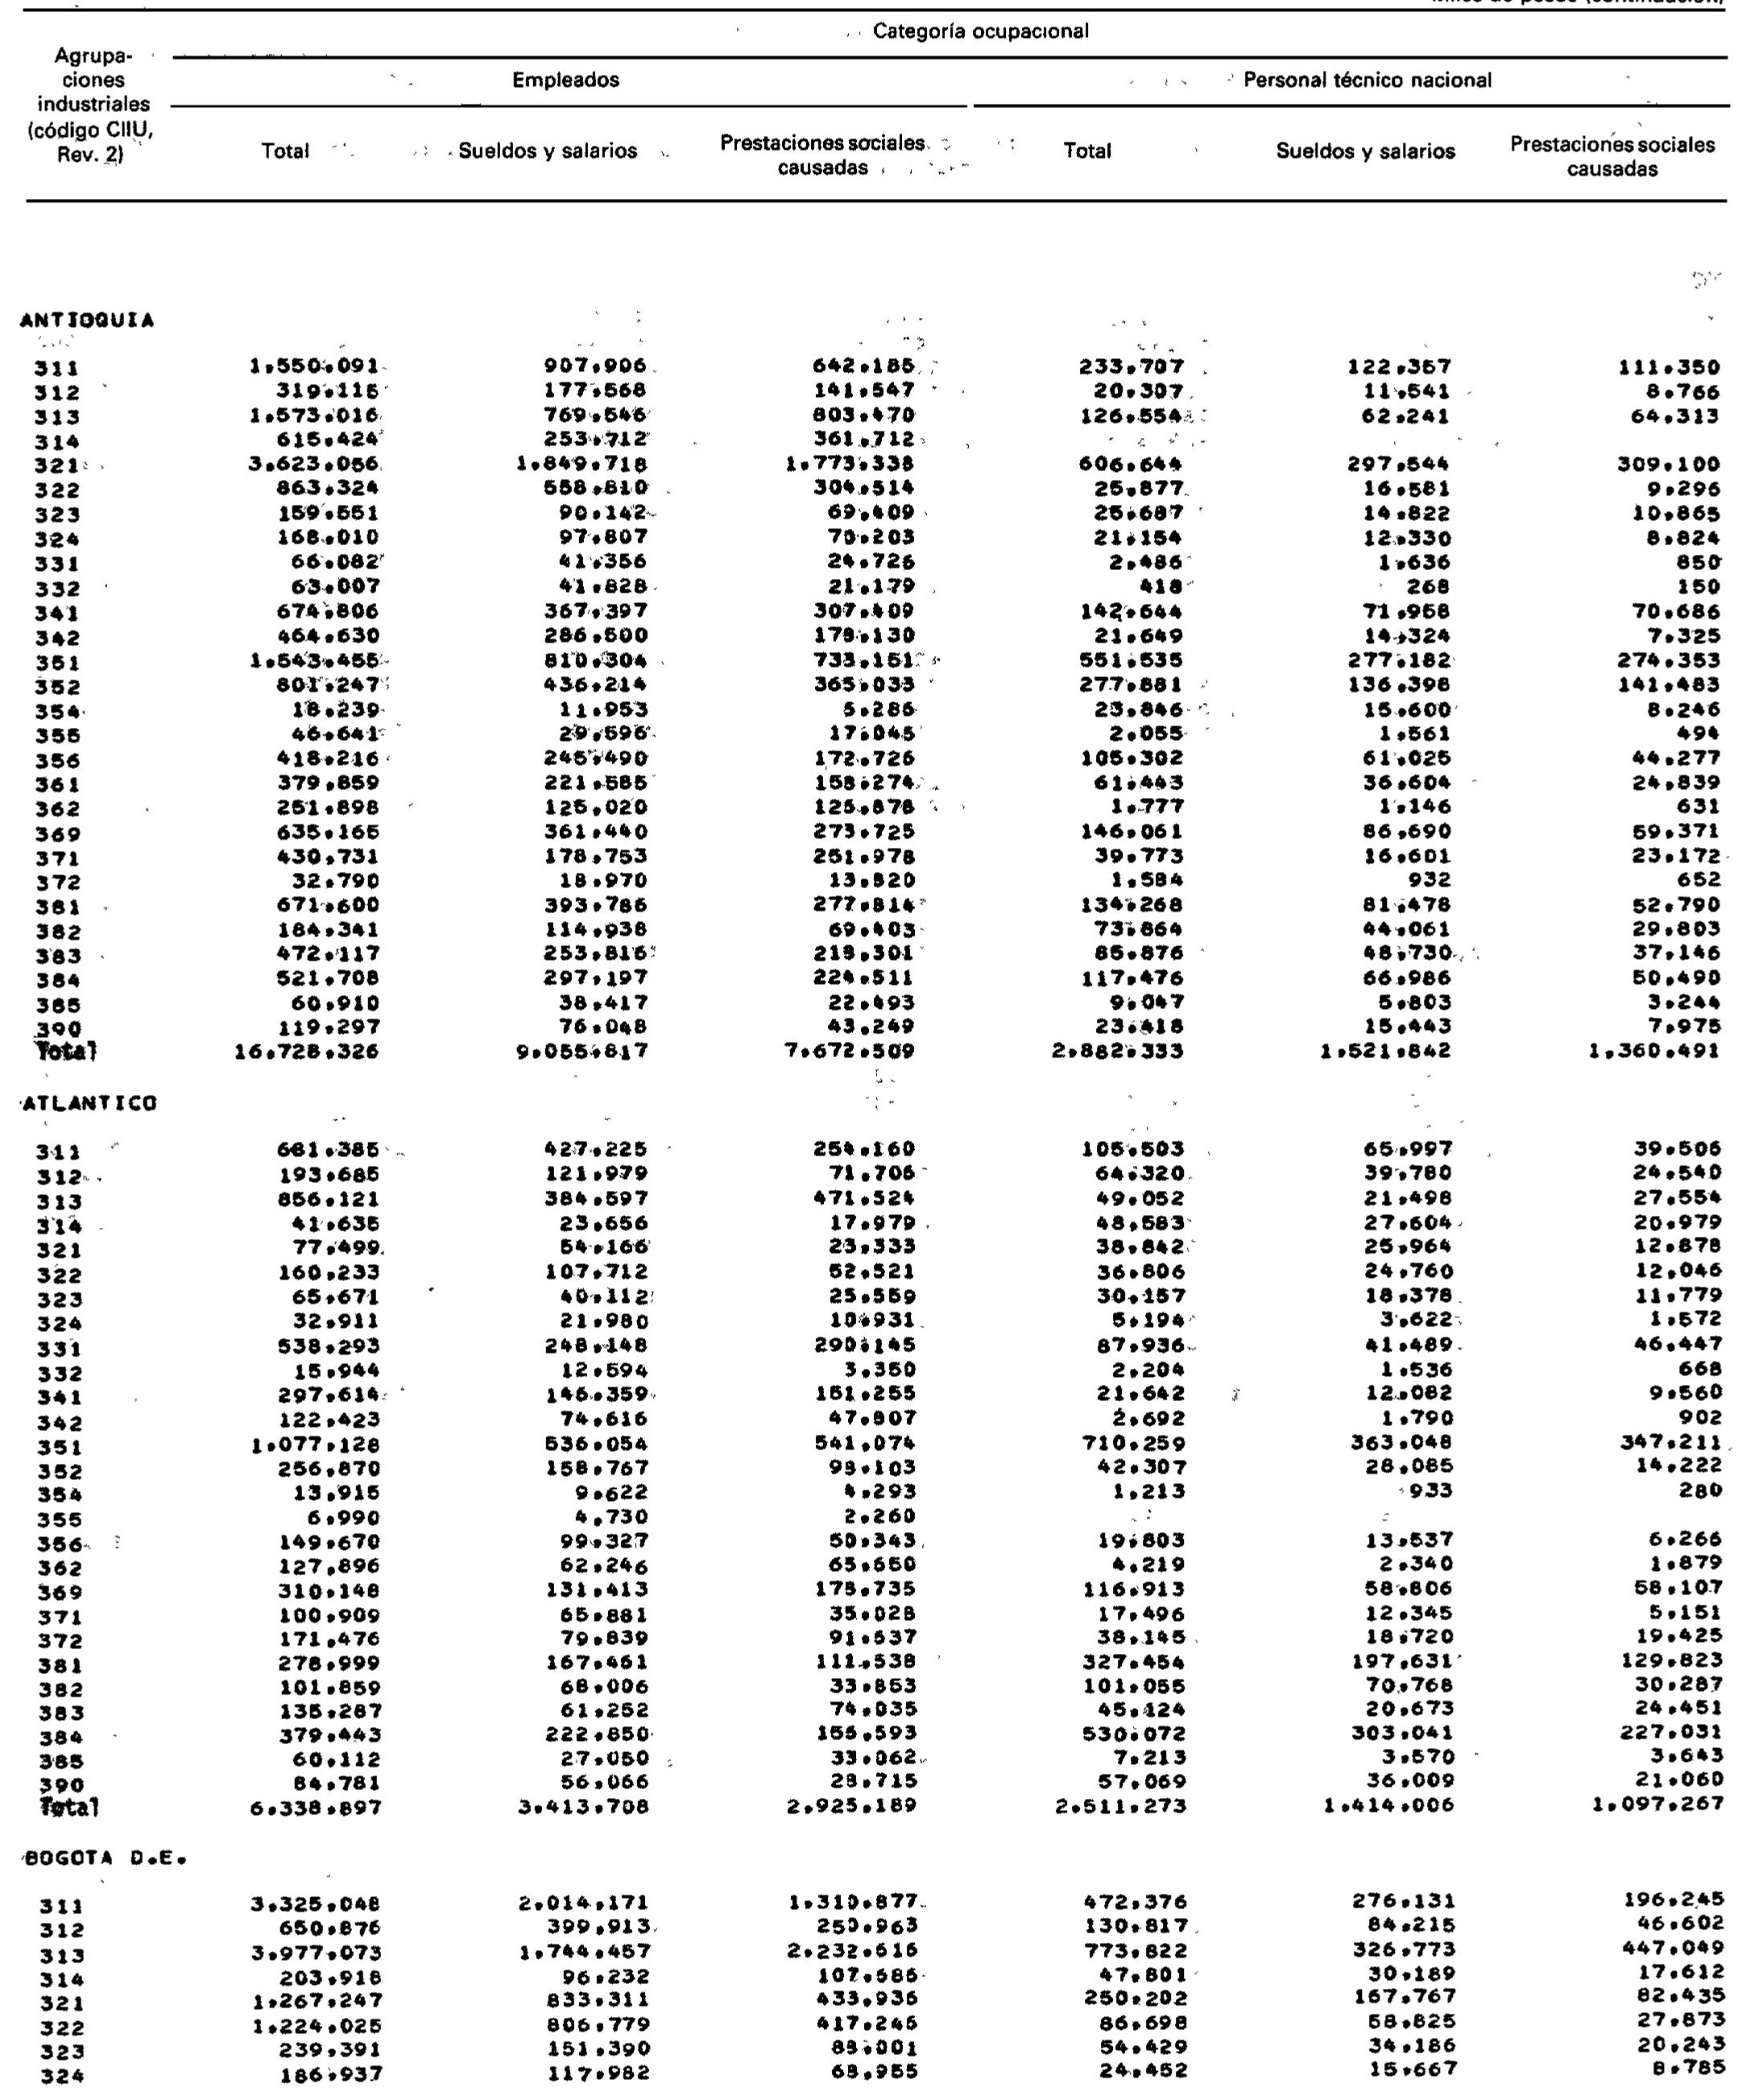 Categoría ocupacional
Agrupa-
ciones
industriales
(código CIIU,
Rev. 2)
Empleados Personal técnico nacional
Total Sueldos y salarios Prestaciones sociales causadas Total Sueldos y salarios Prestaciones sociales causadas
ANTIOQUIA
311 1.550.091 907.906 642.185 233.707 122.357 111.350
312 319.115 177.568 141.547 20.307 11.541 8.766
313 1.573.016 769.546 803.470 126.554 62.241 64.313
314 615.424 253.712 361.712
321 3.623.056 1.849.718 1.773.338 606.644 297.544 309.100
322 863.324 558.810 304.514 25.877 16.581 9.296
323 159.551 90.142 69.409 25.687 14.822 10.865
324 168.010 97.807 70.203 21.154 12.330 8.824
331 66.082 41.356 24.726 2.486 1.636 850
332 63.007 41.828 21.179 418 268 150
341 674.806 367.397 307.409 142.644 71.958 70.686
342 464.630 286.500 178.130 21.649 14.324 7.325
351 1.543.455 810.304 733.151 551.535 277.182 274.353
352 801.247 436.214 365.033 277.881 136.398 141.483
354 18.239 11.953 6.286 23.846 15.600 8.246
355 46.641 29.596 17.045 2.055 1.561 494
356 418.216 245.490 172.726 105.302 61.025 44.277
361 379.859 221.585 158.274 61.443 36.604 24.839
362 251.898 125.020 126.878 1.777 1.146 631
369 635.165 361.440 273.725 146.061 86.690 59.371
371 430.731 178.753 251.978 39.773 16.601 23.172
372 32.790 18.970 13.820 1.584 932 652
381 671.600 393.786 277.814 134.268 81.478 52.790
382 184.341 114.938 69.403 73.864 44.061 29.803
383 472.117 253.816 218.301 85.876 48.730 37.146
384 521.708 297.197 224.511 117.476 66.986 50.490
385 60.910 38.417 22.493 9.047 5.803 3.244
390 119.297 76.048 43.249 23.418 15.443 7.975
Total 16.728.326 9.055.817 7.672.509 2.882.333 1.521.842 1.360.491
ATLANTICO
311 681.385 427.225 254.160 105.503 65.997 39.506
312 193.685 121.979 71.706 64.320 39.780 24.540
313 856.121 384.597 471.524 49.052 21.498 27.554
314 41.635 23.656 17.979 48.583 27.604 20.979
321 77.499 54.166 23.333 38.842 25.964 12.878
322 160.233 107.712 52.521 36.806 24.760 12.046
323 65.671 40.112 25.559 30.157 18.378 11.779
324 32.911 21.980 10.931 5.194 3.622 1.572
331 538.293 248.148 290.145 87.936 41.489 46.447
332 15.944 12.594 3.350 2.204 1.536 668
341 297.614 146.359 151.255 21.642 12.082 9.560
342 122.423 74.616 47.807 2.692 1.790 902
351 1.077.128 536.054 541.074 710.259 363.048 347.211
352 256.870 158.767 98.103 42.307 28.085 14.222
354 13.915 9.622 4.293 1.213 933 280
355 6.990 4.730 2.260
356 149.670 99.327 50.343 19.803 13.537 6.266
362 127.896 62.246 65.650 4.219 2.340 1.879
369 310.148 131.413 178.735 116.913 58.806 58.107
371 100.909 65.881 35.028 17.496 12.345 5.151
372 171.476 79.839 91.637 38.145 18.720 19.425
381 278.999 167.461 111.538 327.454 197.631 129.823
382 101.859 68.006 33.853 101.055 70.768 30.287
383 135.287 61.252 74.035 45.124 20.673 24.451
384 379.443 222.850 156.593 530.072 303.041 227.031
385 60.112 27.050 33.062 7.213 3.570 3.643
390 84.781 56.066 28.715 57.069 36.009 21.060
Total 6.338.897 3.413.708 2.925.189 2.511.273 1.414.006 1.097.267
BOGOTA D.E.
311 3.325.048 2.014.171 1.310.877 472.376 276.131 196.245
312 650.876 399.913 250.963 130.817 84.215 46.602
313 3.977.073 1.744.457 2.232.616 773.822 326.773 447.049
314 203.918 96.232 107.686 47.801 30.189 17.612
321 1.267.247 833.311 433.936 250.202 167.767 82.435
322 1.224.025 806.779 417.246 86.698 58.825 27.873
323 239.391 151.390 88.001 54.429 34.186 20.243
324 186.937 117.982 68.955 24.452 15.667 8.785